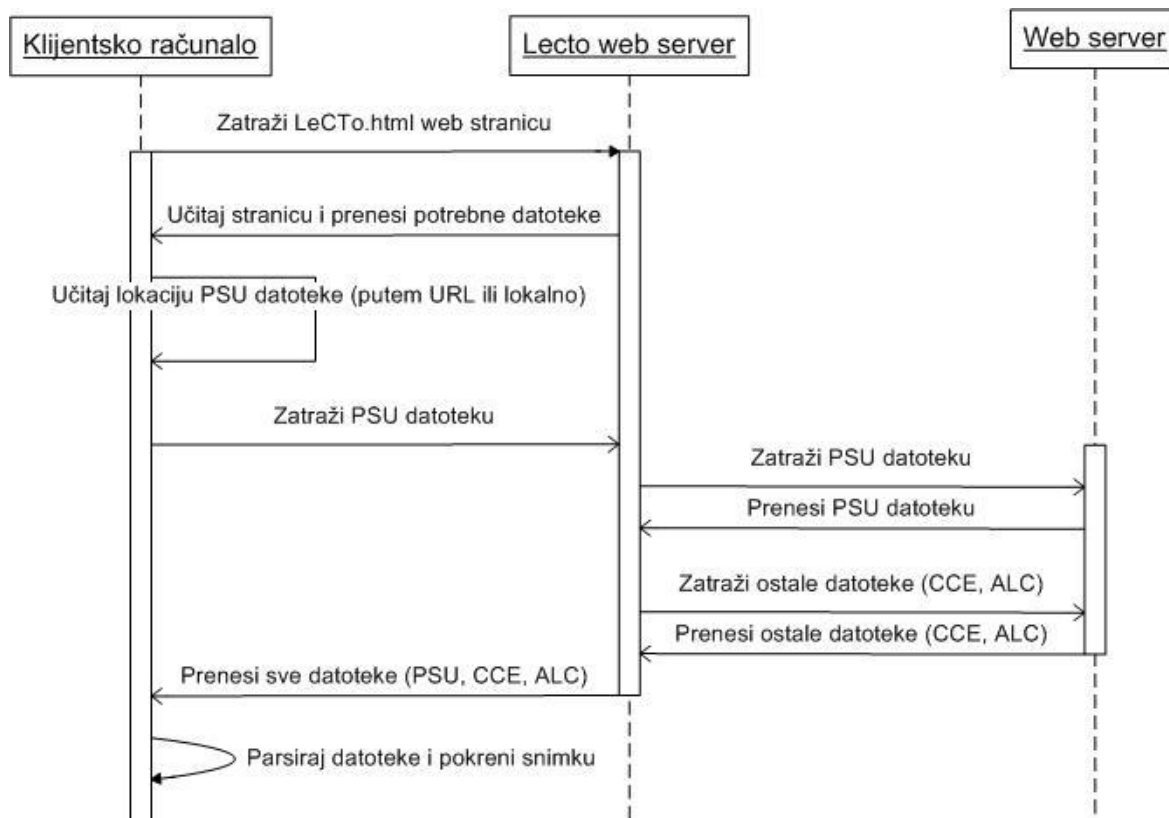 Klijentsko računalo
Lecto web server
Web server
Zatraži LeCTo.html web stranicu
Učitaj stranicu i prenesi potrebne datoteke
Učitaj lokaciju PSU datoteke (putem URL ili lokalno)
Zatraži PSU datoteku
Zatraži PSU datoteku
Prenesi PSU datoteku
Zatraži ostale datoteke (CCE, ALC)
Prenesi ostale datoteke (CCE, ALC)
Prenesi sve datoteke (PSU, CCE, ALC)
Parsiraj datoteke i pokreni snimku